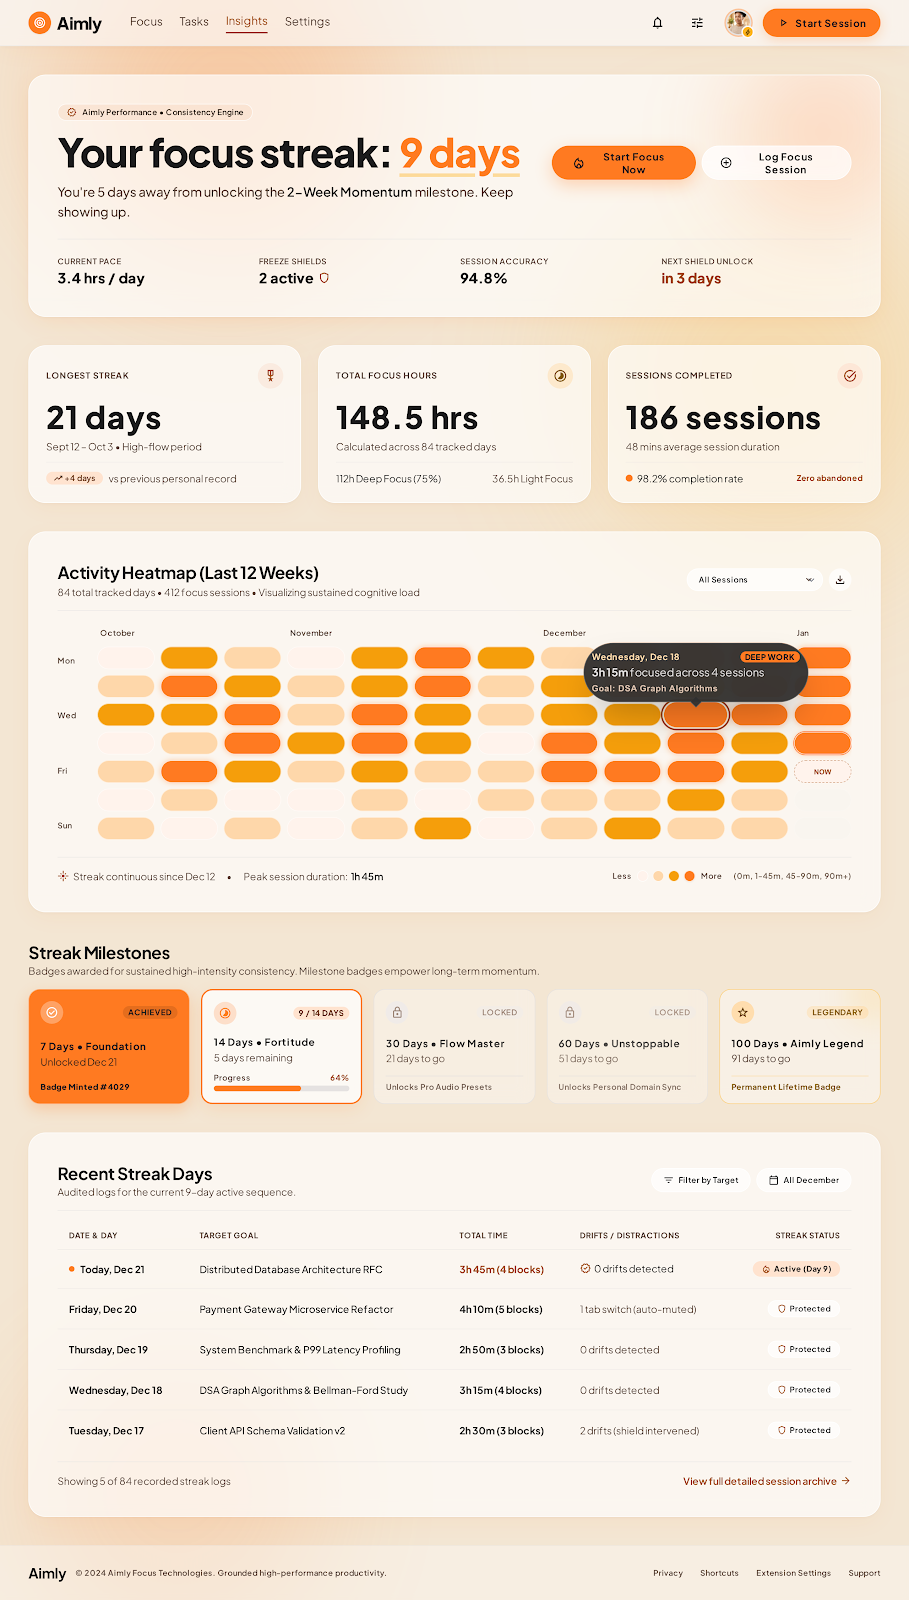 Aimly
Focus
Tasks
Insights
Settings
Start Session
Aimly Performance • Consistency Engine
Your focus streak: 9 days
You're 5 days away from unlocking the 2-Week Momentum milestone. Keep
showing up.
Start Focus
Now
Log Focus
Session
CURRENT PACE
3.4 hrs / day
FREEZE SHIELDS
2 active
SESSION ACCURACY
94.8%
NEXT SHIELD UNLOCK
in 3 days
LONGEST STREAK
21 days
Sept 12 – Oct 3 • High-flow period
+4 days
vs previous personal record
TOTAL FOCUS HOURS
148.5 hrs
Calculated across 84 tracked days
112h Deep Focus (75%)
36.5h Light Focus
SESSIONS COMPLETED
186 sessions
48 mins average session duration
98.2% completion rate
Zero abandoned
Activity Heatmap (Last 12 Weeks)
84 total tracked days • 412 focus sessions • Visualizing sustained cognitive load
All Sessions
October
November
December
Jan
Mon
Wed
Fri
Sun
Wednesday, Dec 18
DEEP WORK
3h 15m focused across 4 sessions
Goal: DSA Graph Algorithms
NOW
Streak continuous since Dec 12 • Peak session duration: 1h 45m
Less
More
(0m, 1–45m, 45–90m, 90m+)
Streak Milestones
Badges awarded for sustained high-intensity consistency. Milestone badges empower long-term momentum.
ACHIEVED
7 Days • Foundation
Unlocked Dec 21
Badge Minted #4029
9 / 14 DAYS
14 Days • Fortitude
5 days remaining
Progress
64%
LOCKED
30 Days • Flow Master
21 days to go
Unlocks Pro Audio Presets
LOCKED
60 Days • Unstoppable
51 days to go
Unlocks Personal Domain Sync
LEGENDARY
100 Days • Aimly Legend
91 days to go
Permanent Lifetime Badge
Recent Streak Days
Audited logs for the current 9-day active sequence.
Filter by Target
All December
DATE & DAY
TARGET GOAL
TOTAL TIME
DRIFTS / DISTRACTIONS
STREAK STATUS
Today, Dec 21
Distributed Database Architecture RFC
3h 45m (4 blocks)
0 drifts detected
Active (Day 9)
Friday, Dec 20
Payment Gateway Microservice Refactor
4h 10m (5 blocks)
1 tab switch (auto-muted)
Protected
Thursday, Dec 19
System Benchmark & P99 Latency Profiling
2h 50m (3 blocks)
0 drifts detected
Protected
Wednesday, Dec 18
DSA Graph Algorithms & Bellman-Ford Study
3h 15m (4 blocks)
0 drifts detected
Protected
Tuesday, Dec 17
Client API Schema Validation v2
2h 30m (3 blocks)
2 drifts (shield intervened)
Protected
Showing 5 of 84 recorded streak logs
View full detailed session archive →
Aimly
© 2024 Aimly Focus Technologies. Grounded high-performance productivity.
Privacy
Shortcuts
Extension Settings
Support